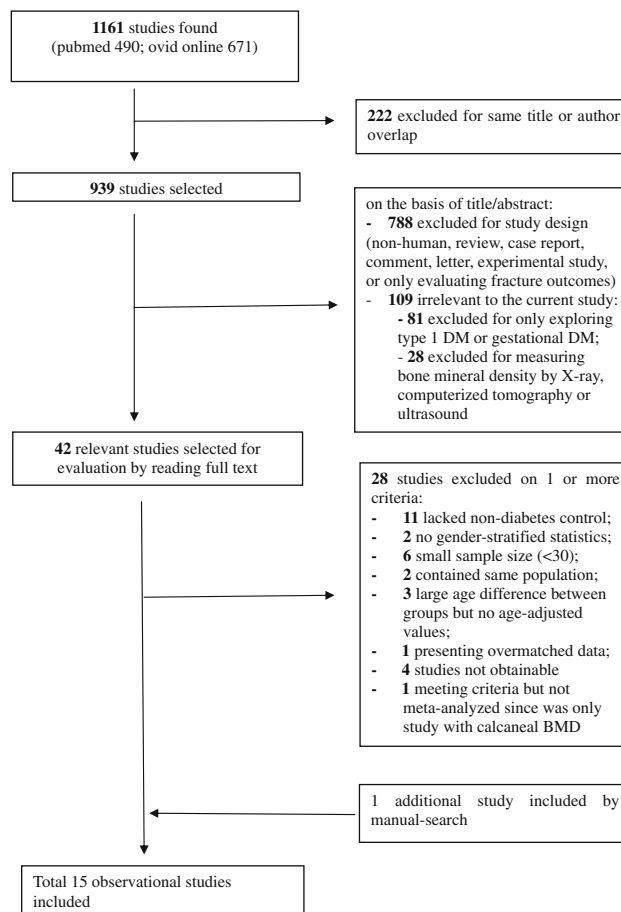 1161 studies found
(pubmed 490; ovid online 671)
222 excluded for same title or author
overlap
939 studies selected
on the basis of title/abstract:
- 788 excluded for study design
(non-human, review, case report,
comment, letter, experimental study,
or only evaluating fracture outcomes)
- 109 irrelevant to the current study:
- 81 excluded for only exploring
type 1 DM or gestational DM;
- 28 excluded for measuring
bone mineral density by X-ray,
computerized tomography or
ultrasound
42 relevant studies selected for
evaluation by reading full text
28 studies excluded on 1 or more
criteria:
- 11 lacked non-diabetes control;
- 2 no gender-stratified statistics;
- 6 small sample size (<30);
- 2 contained same population;
- 3 large age difference between
groups but no age-adjusted
values;
- 1 presenting overmatched data;
- 4 studies not obtainable
- 1 meeting criteria but not
meta-analyzed since was only
study with calcaneal BMD
1 additional study included by
manual-search
Total 15 observational studies
included